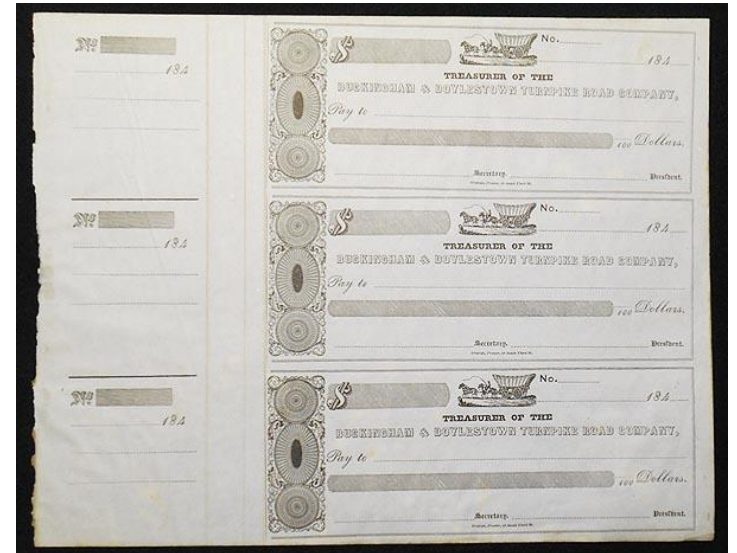 No
184
$ No.
184
TREASURER OF THE
BUCKINGHAM & DOYLESTOWN TURNPIKE ROAD COMPANY,
Pay to
100 Dollars.
Secretary. President.
No
184
$ No.
184
TREASURER OF THE
BUCKINGHAM & DOYLESTOWN TURNPIKE ROAD COMPANY,
Pay to
100 Dollars.
Secretary. President.
No
184
$ No.
184
TREASURER OF THE
BUCKINGHAM & DOYLESTOWN TURNPIKE ROAD COMPANY,
Pay to
100 Dollars.
Secretary. President.